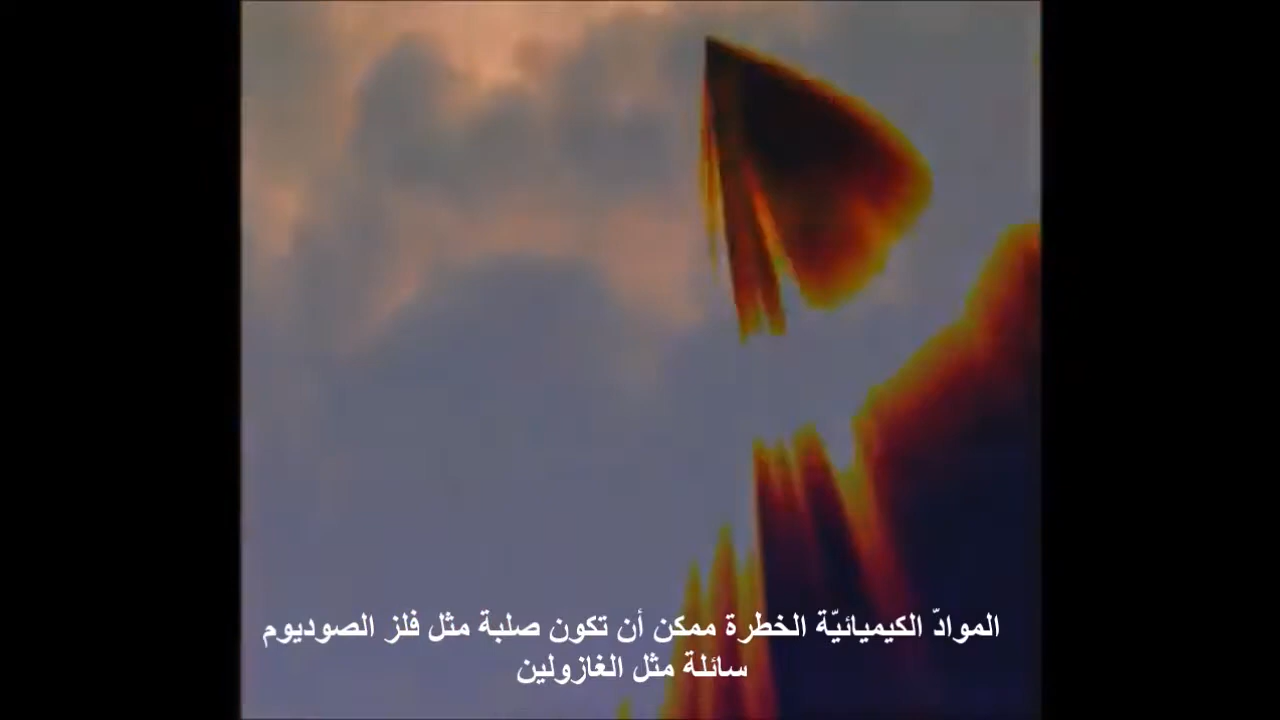 الموادّ الكيميائيّة الخطرة ممكن أن تكون صلبة مثل فلز الصوديوم
سائلة مثل الغازولين